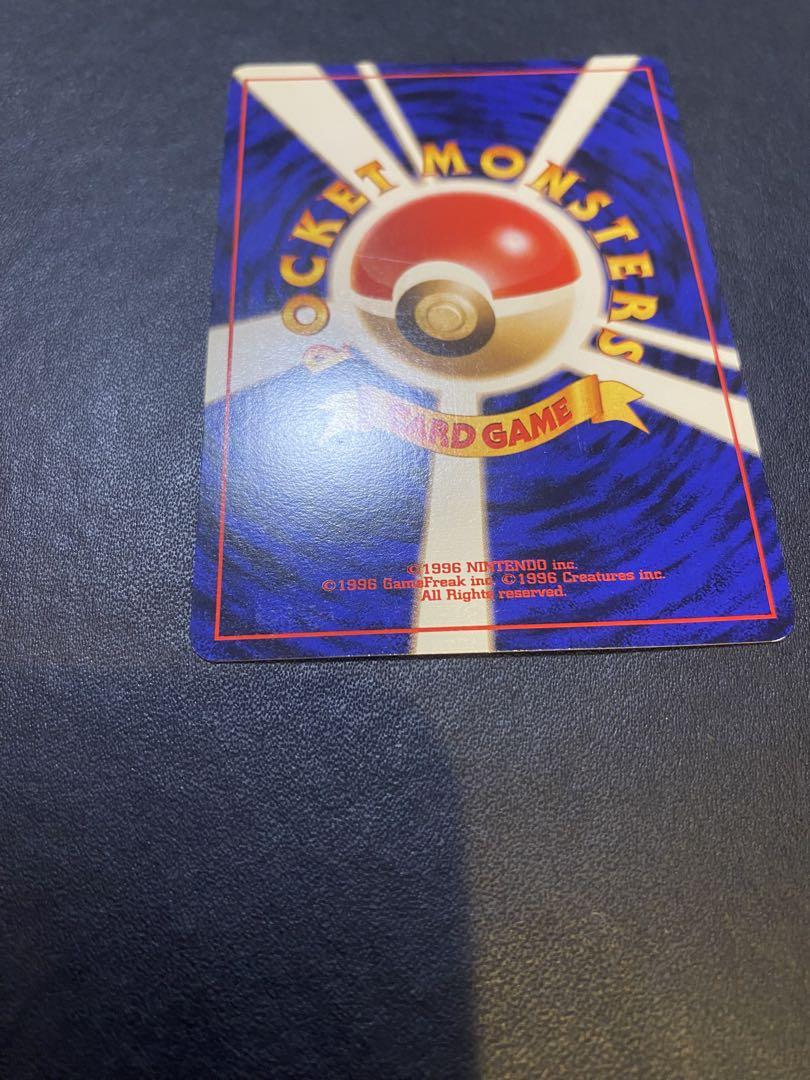 POCKET MONSTERS
CARD GAME
©1996 NINTENDO inc.
©1996 GameFreak inc. ©1996 Creatures inc.
All Rights reserved.